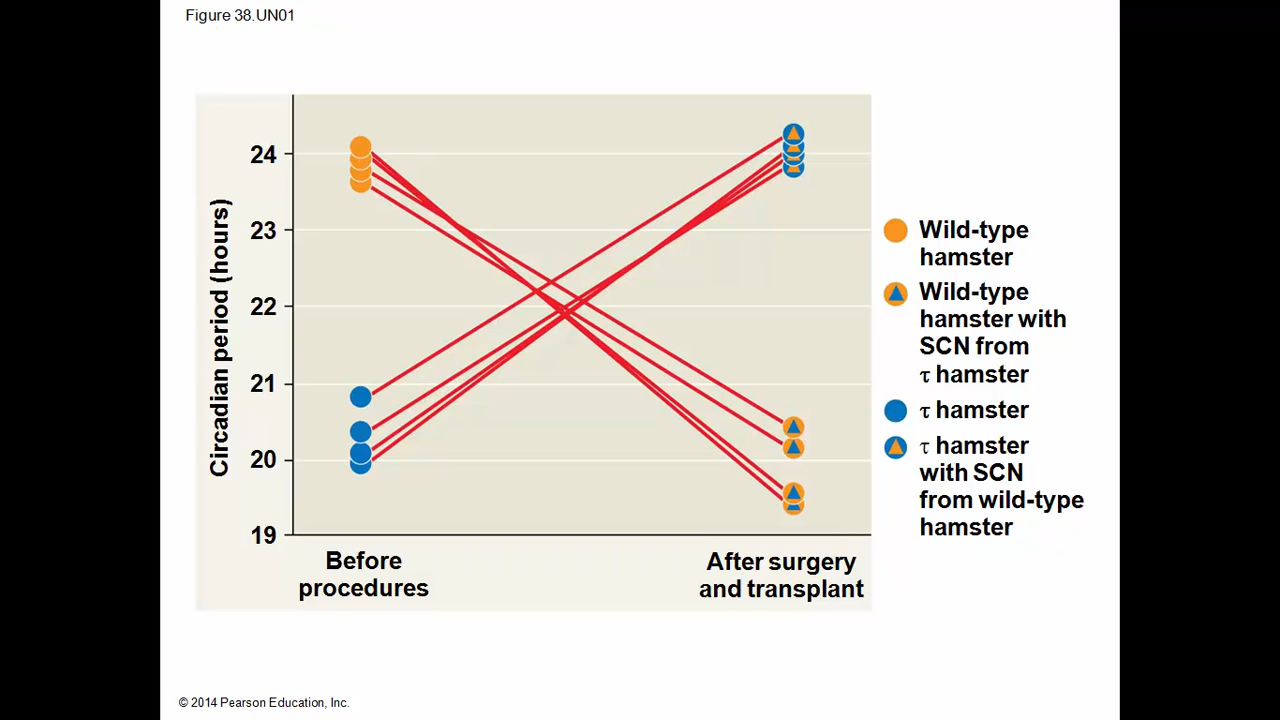 Figure 38.UN01
24
23
22
21
20
19
Circadian period (hours)
Before
procedures
After surgery
and transplant
Wild-type
hamster
Wild-type
hamster with
SCN from
τ hamster
τ hamster
τ hamster
with SCN
from wild-type
hamster
© 2014 Pearson Education, Inc.